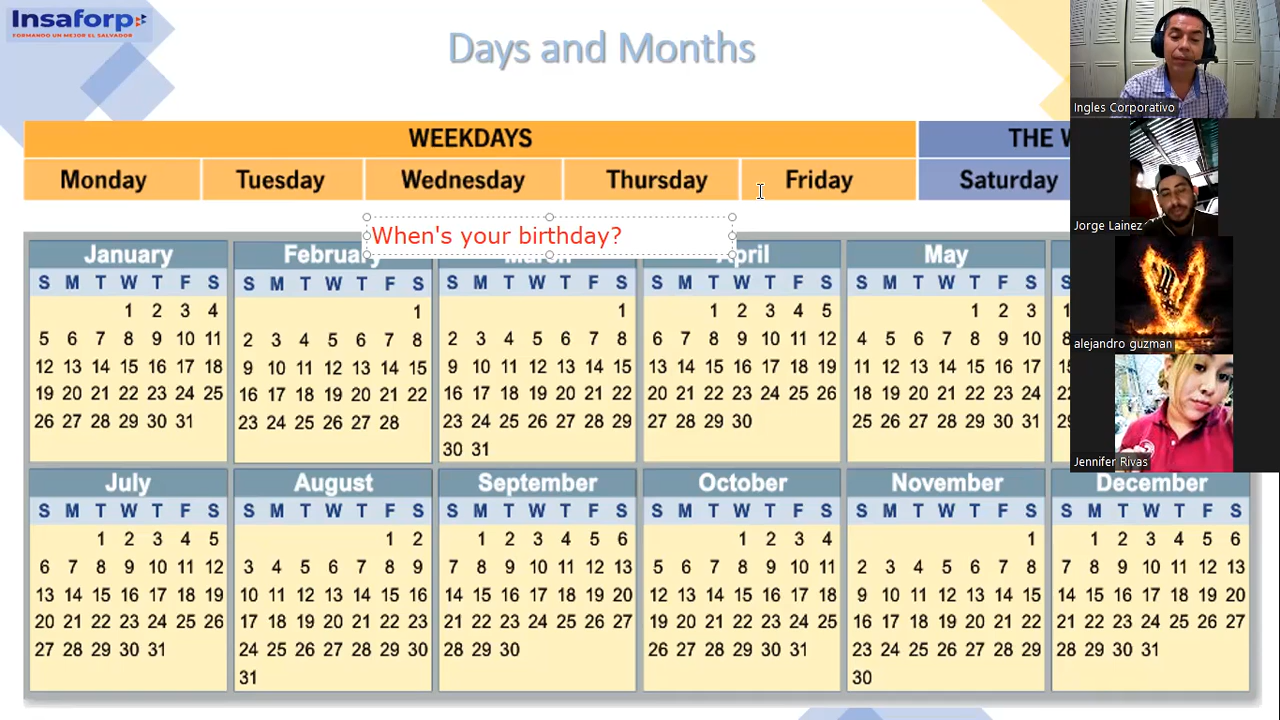 Insaforp
FORMANDO UN MEJOR EL SALVADOR
Days and Months
WEEKDAYS THE
Monday Tuesday Wednesday Thursday Friday Saturday
When's your birthday?
January February April May
S M T W T F S S M T W T F S S M T W T F S S M T W T F S S M T W T F S
1 2 3 4 1 1 1 2 3 4 5 1 2 3
5 6 7 8 9 10 11 2 3 4 5 6 7 8 2 3 4 5 6 7 8 6 7 8 9 10 11 12 4 5 6 7 8 9 10
12 13 14 15 16 17 18 9 10 11 12 13 14 15 9 10 11 12 13 14 15 13 14 15 16 17 18 19 11 12 13 14 15 16 17
19 20 21 22 23 24 25 16 17 18 19 20 21 22 16 17 18 19 20 21 22 20 21 22 23 24 25 26 18 19 20 21 22 23 24
26 27 28 29 30 31 23 24 25 26 27 28 23 24 25 26 27 28 29 27 28 29 30 25 26 27 28 29 30 31
30 31
July August September October November December
S M T W T F S S M T W T F S S M T W T F S S M T W T F S S M T W T F S S M T W T F S
1 2 3 4 5 1 2 1 2 3 4 5 6 1 2 3 4 1 1 2 3 4 5 6
6 7 8 9 10 11 12 3 4 5 6 7 8 9 7 8 9 10 11 12 13 5 6 7 8 9 10 11 2 3 4 5 6 7 8 7 8 9 10 11 12 13
13 14 15 16 17 18 19 10 11 12 13 14 15 16 14 15 16 17 18 19 20 12 13 14 15 16 17 18 9 10 11 12 13 14 15 14 15 16 17 18 19 20
20 21 22 23 24 25 26 17 18 19 20 21 22 23 21 22 23 24 25 26 27 19 20 21 22 23 24 25 16 17 18 19 20 21 22 21 22 23 24 25 26 27
27 28 29 30 31 24 25 26 27 28 29 30 28 29 30 26 27 28 29 30 31 23 24 25 26 27 28 29 28 29 30 31
31 30
Ingles Corporativo
Jorge Lainez
alejandro guzman
Jennifer Rivas